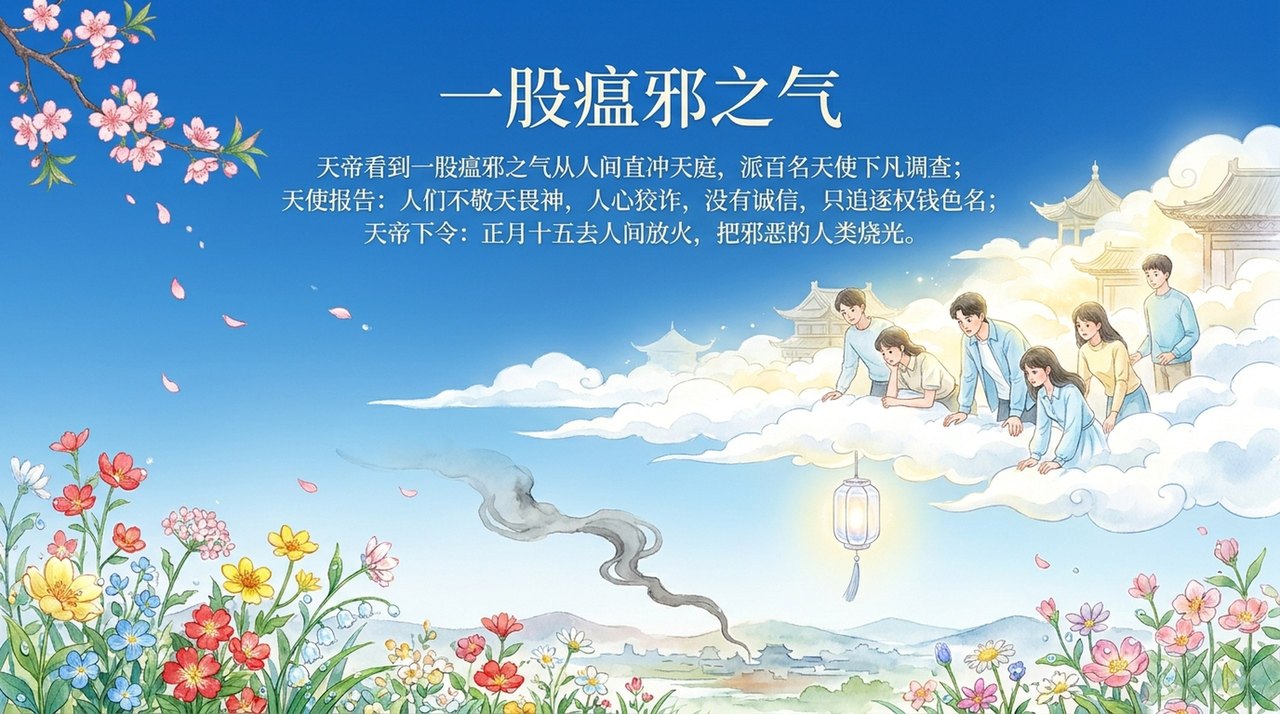 一股瘟邪之气
天帝看到一股瘟邪之气从人间直冲天庭，派百名天使下凡调查；
天使报告：人们不敬天畏神，人心狡诈，没有诚信，只追逐权钱色名；
天帝下令：正月十五去人间放火，把邪恶的人类烧光。